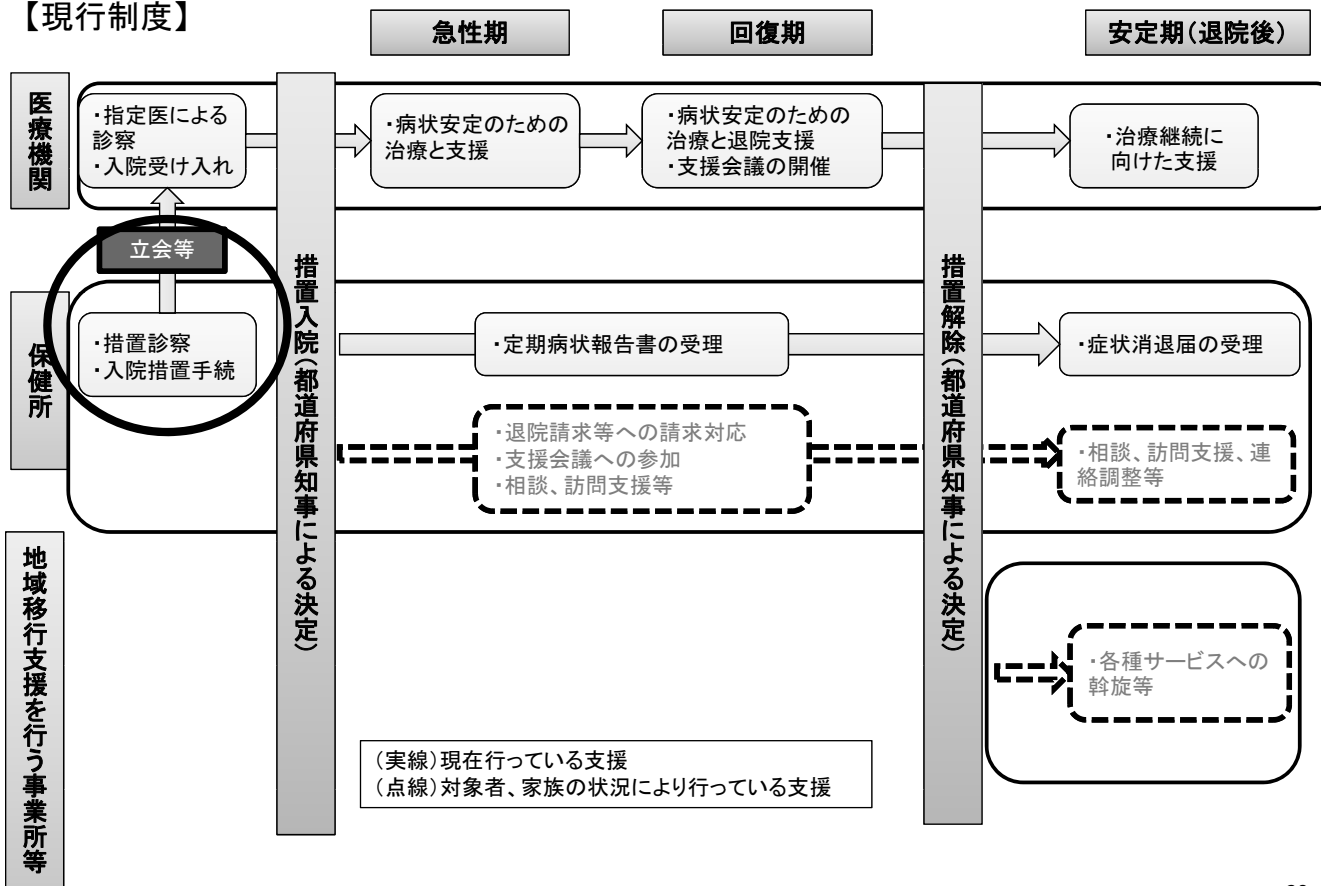 【現行制度】
急性期
回復期
安定期(退院後)
医療機関
・指定医による
診察
・入院受け入れ
・病状安定のための
治療と支援
・病状安定のための
治療と退院支援
・支援会議の開催
・治療継続に
向けた支援
立会等
措置入院(都道府県知事による決定)
措置解除(都道府県知事による決定)
保健所
・措置診察
・入院措置手続
・定期病状報告書の受理
・症状消退届の受理
・退院請求等への請求対応
・支援会議への参加
・相談、訪問支援等
・相談、訪問支援、連
絡調整等
地域移行支援を行う事業所等
・各種サービスへの
斡旋等
(実線)現在行っている支援
(点線)対象者、家族の状況により行っている支援